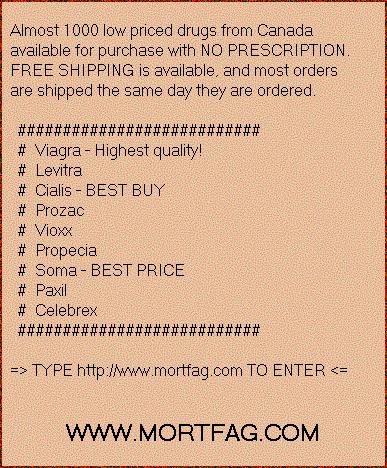 Almost 1000 low priced drugs from Canada
available for purchase with NO PRESCRIPTION.
FREE SHIPPING is available, and most orders
are shipped the same day they are ordered.
###########################
# Viagra - Highest quality!
# Levitra
# Cialis - BEST BUY
# Prozac
# Vioxx
# Propecia
# Soma - BEST PRICE
# Paxil
# Celebrex
###########################
=> TYPE http://www.mortfag.com TO ENTER <=
WWW.MORTFAG.COM